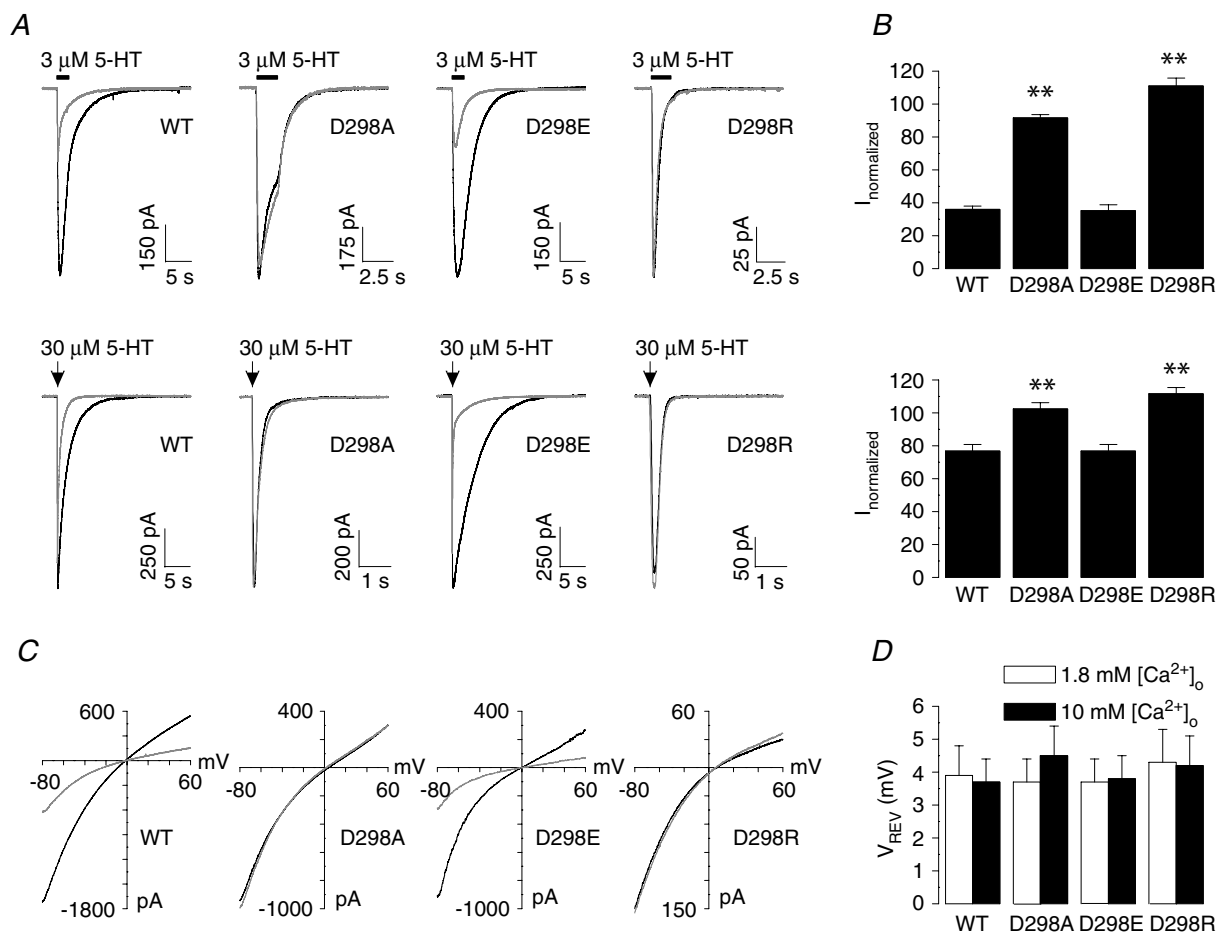 A
3 μM 5-HT
3 μM 5-HT
3 μM 5-HT
3 μM 5-HT
WT
D298A
D298E
D298R
150 pA
5 s
175 pA
2.5 s
150 pA
5 s
25 pA
2.5 s
30 μM 5-HT
30 μM 5-HT
30 μM 5-HT
30 μM 5-HT
WT
D298A
D298E
D298R
250 pA
5 s
200 pA
1 s
250 pA
5 s
50 pA
1 s
B
120
100
80
60
40
20
0
Inormalized
**
**
WT D298A D298E D298R
120
100
80
60
40
20
0
Inormalized
**
**
WT D298A D298E D298R
C
600
mV
-80
60
WT
pA
-1800
400
mV
-80
60
D298A
pA
-1000
400
mV
-80
60
D298E
pA
-1000
60
mV
-80
60
D298R
pA
150
D
1.8 mM [Ca2+]o
10 mM [Ca2+]o
6
5
4
3
2
1
0
VREV (mV)
WT D298A D298E D298R